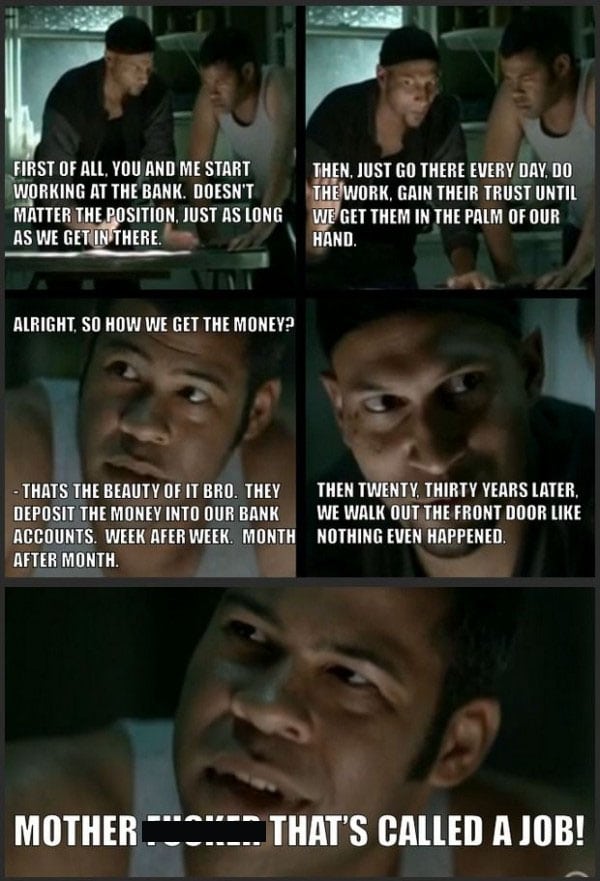 FIRST OF ALL, YOU AND ME START
WORKING AT THE BANK. DOESN'T
MATTER THE POSITION, JUST AS LONG
AS WE GET IN THERE.
THEN, JUST GO THERE EVERY DAY, DO
THE WORK, GAIN THEIR TRUST UNTIL
WE GET THEM IN THE PALM OF OUR
HAND.
ALRIGHT, SO HOW WE GET THE MONEY?
- THATS THE BEAUTY OF IT BRO. THEY
DEPOSIT THE MONEY INTO OUR BANK
ACCOUNTS. WEEK AFER WEEK. MONTH
AFTER MONTH.
THEN TWENTY, THIRTY YEARS LATER,
WE WALK OUT THE FRONT DOOR LIKE
NOTHING EVEN HAPPENED.
MOTHER THAT'S CALLED A JOB!